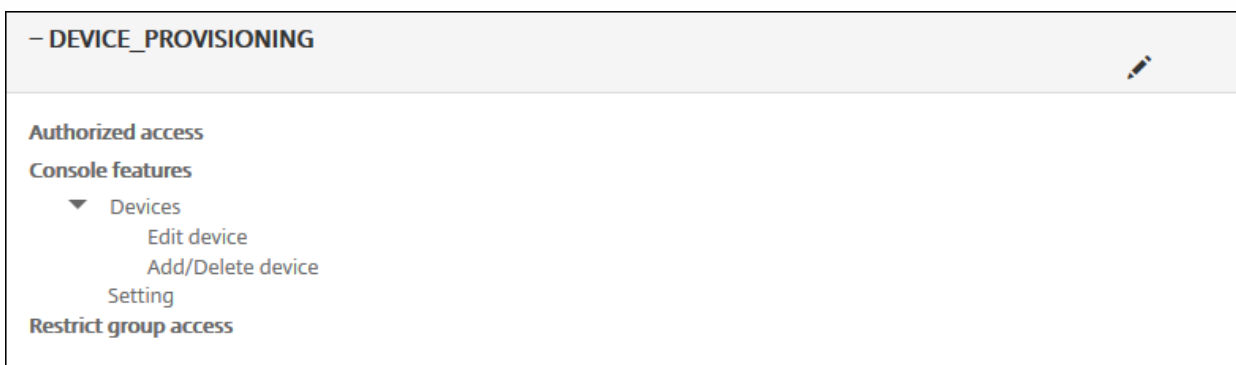 – DEVICE_PROVISIONING
Authorized access
Console features
Devices
Edit device
Add/Delete device
Setting
Restrict group access